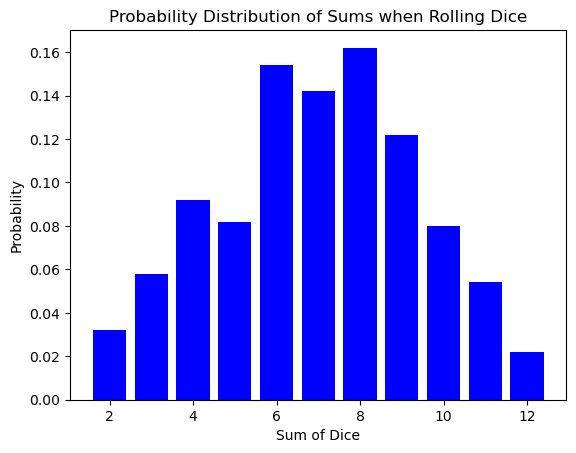 Probability Distribution of Sums when Rolling Dice
0.16
0.14
0.12
0.10
0.08
0.06
0.04
0.02
0.00
Probability
2 4 6 8 10 12
Sum of Dice